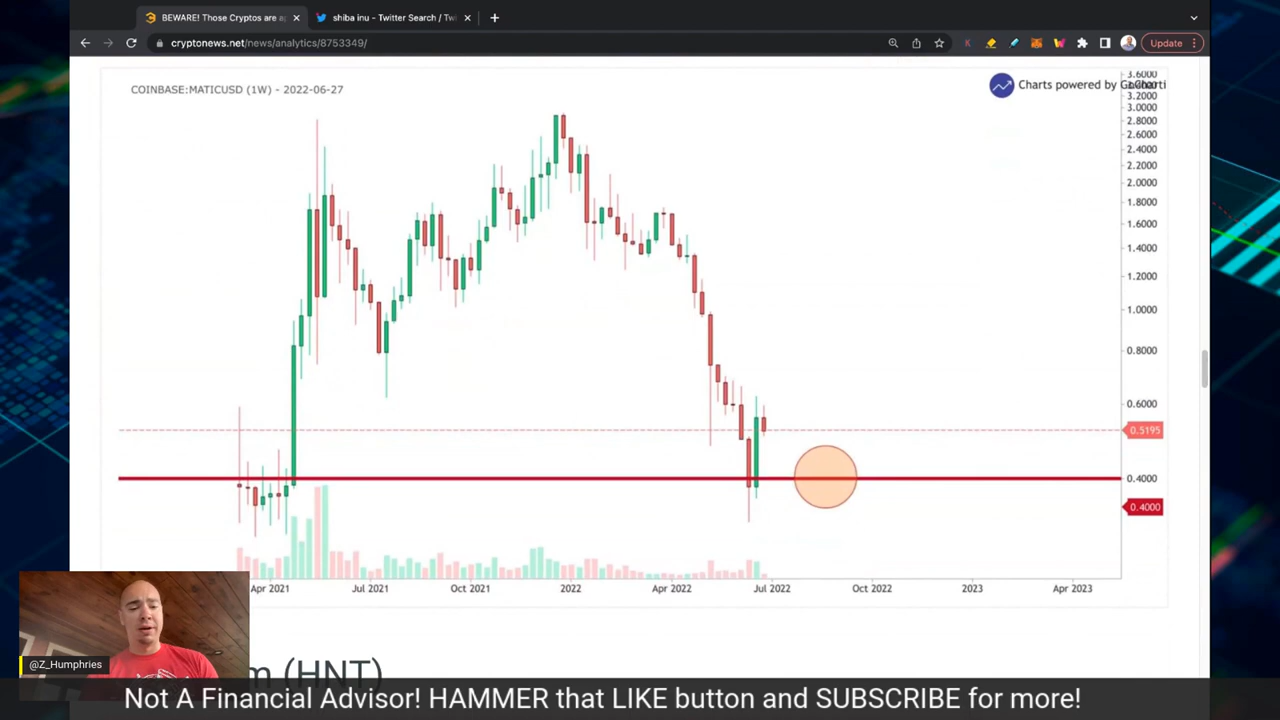 BEWARE! Those Cryptos are a
shiba inu - Twitter Search / Tw
cryptonews.net/news/analytics/8753349/
Update
COINBASE:MATICUSD (1W) - 2022-06-27
Charts powered by
3.6000
3.2000
3.0000
2.8000
2.6000
2.4000
2.2000
2.0000
1.8000
1.6000
1.4000
1.2000
1.0000
0.8000
0.6000
0.5195
0.4000
0.4000
Apr 2021
Jul 2021
Oct 2021
2022
Apr 2022
Jul 2022
Oct 2022
2023
Apr 2023
@Z_Humphries
m (HNT)
Not A Financial Advisor! HAMMER that LIKE button and SUBSCRIBE for more!